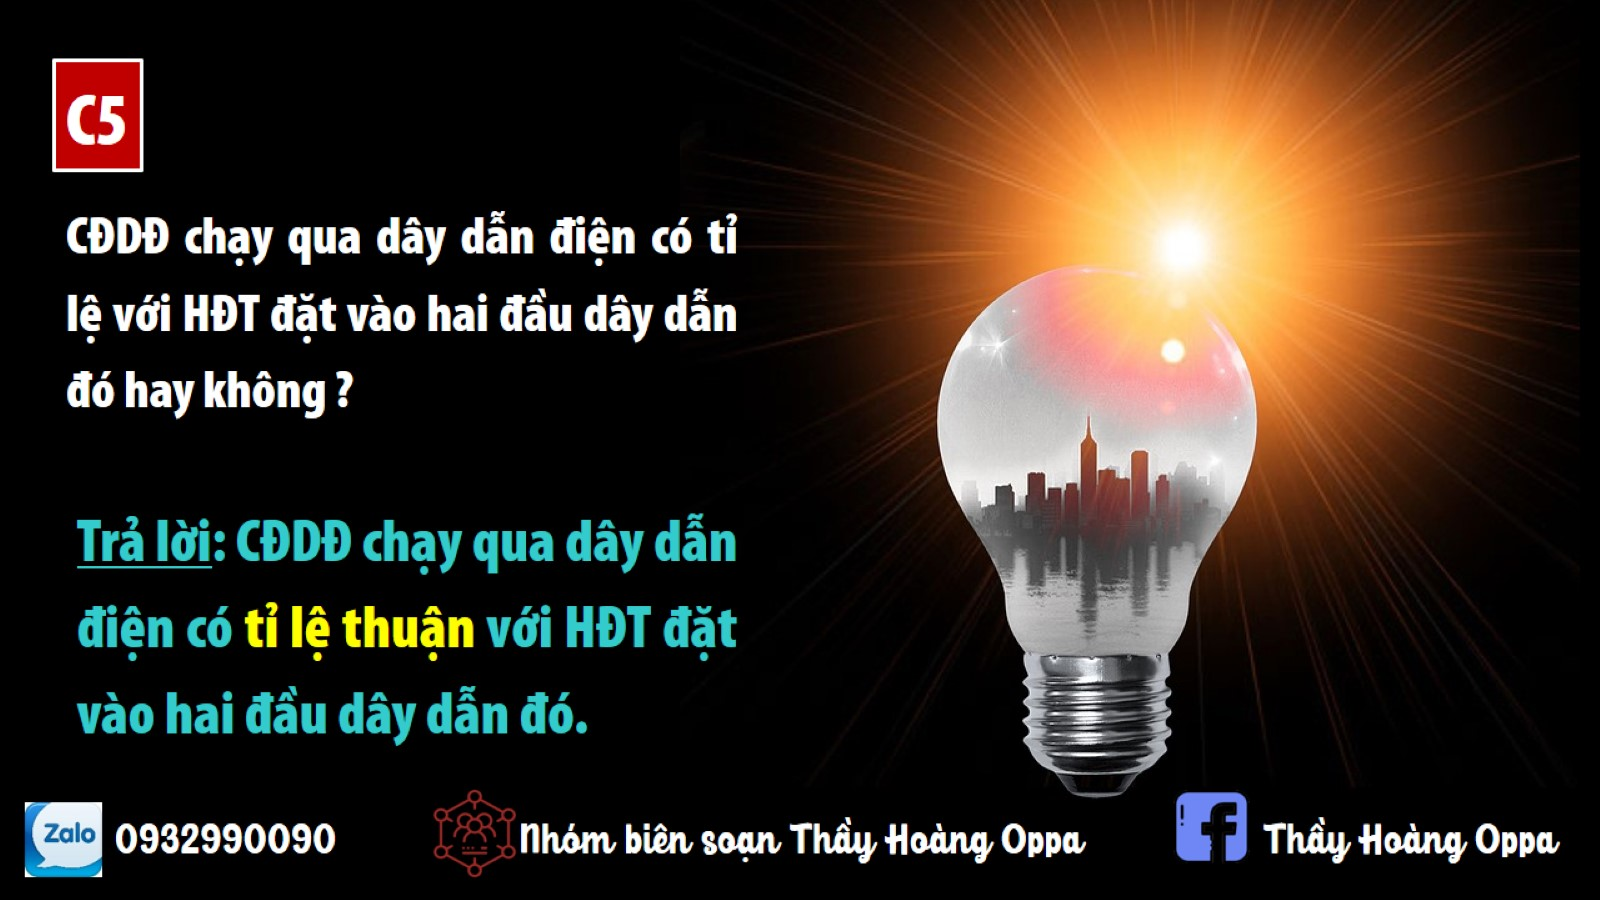 C5
CĐDĐ chạy qua dây dẫn điện có tỉ
lệ với HĐT đặt vào hai đầu dây dẫn
đó hay không ?
Trả lời: CĐDĐ chạy qua dây dẫn
điện có tỉ lệ thuận với HĐT đặt
vào hai đầu dây dẫn đó.
Zalo 0932990090 Nhóm biên soạn Thầy Hoàng Oppa f Thầy Hoàng Oppa